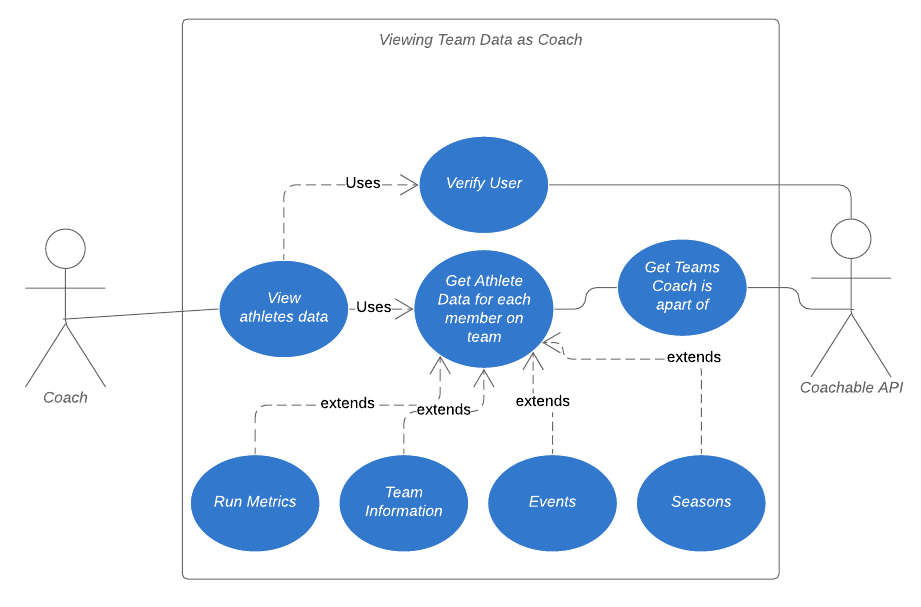 Viewing Team Data as Coach
Uses
Verify User
View
athletes data
Uses
Get Athlete
Data for each
member on
team
Get Teams
Coach is
apart of
extends
Coach
Coachable API
extends
extends
extends
Run Metrics
Team
Information
Events
Seasons